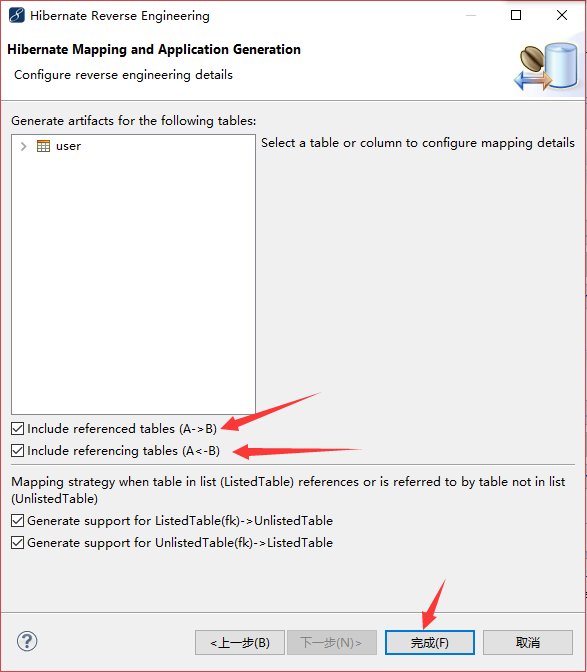 Hibernate Reverse Engineering
Hibernate Mapping and Application Generation
Configure reverse engineering details
Generate artifacts for the following tables:
user
Select a table or column to configure mapping details
Include referenced tables (A->B)
Include referencing tables (A<-B)
Mapping strategy when table in list (ListedTable) references or is referred to by table not in list
(UnlistedTable)
Generate support for ListedTable(fk)->UnlistedTable
Generate support for UnlistedTable(fk)->ListedTable
<上一步(B)
下一步(N)>
完成(F)
取消